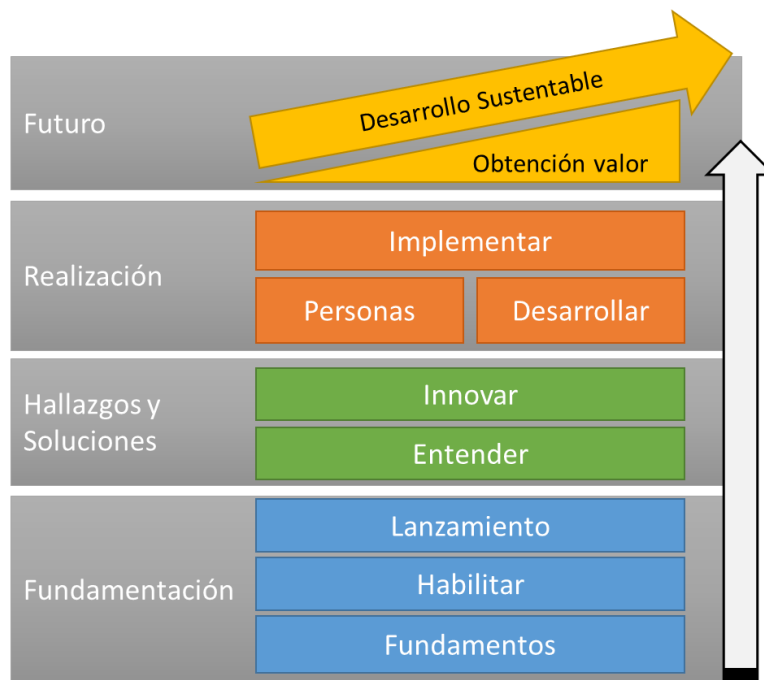 Desarrollo Sustentable
Futuro
Obtención valor
Implementar
Realización
Personas
Desarrollar
Hallazgos y
Soluciones
Innovar
Entender
Lanzamiento
Fundamentación
Habilitar
Fundamentos